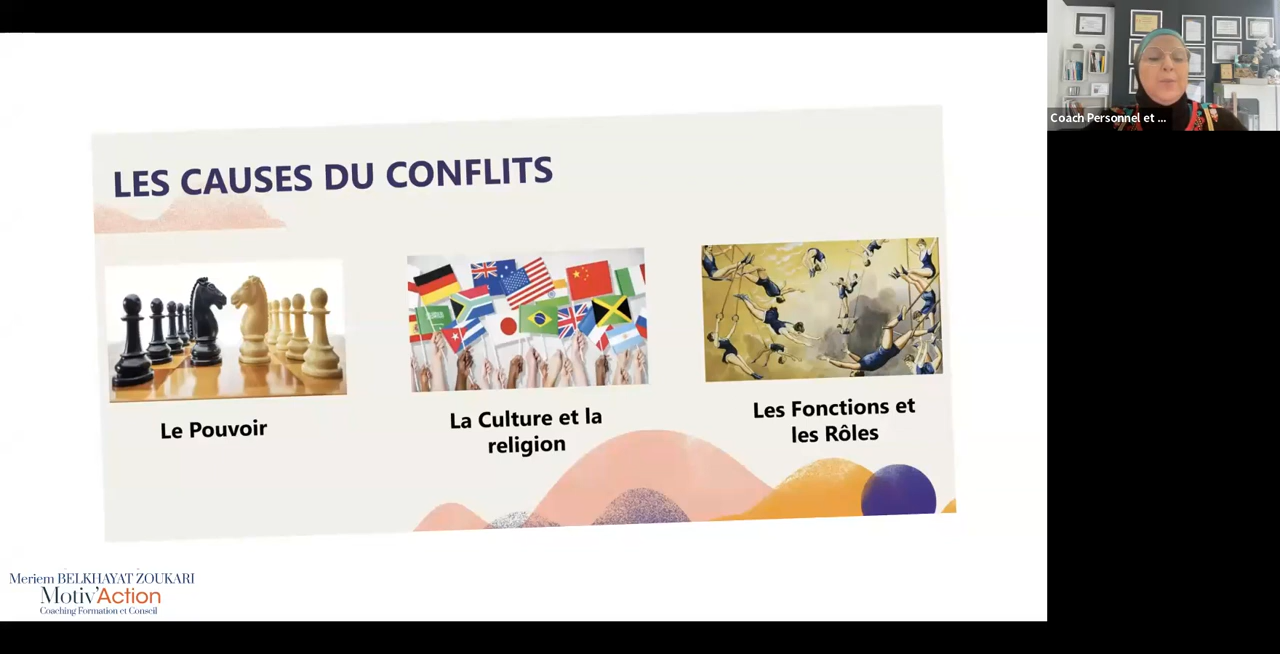 LES CAUSES DU CONFLITS
Le Pouvoir
La Culture et la
religion
Les Fonctions et
les Rôles
Meriem BELKHAYAT ZOUKARI
Motiv'Action
Coaching Formation et Conseil
Coach Personnel et ...